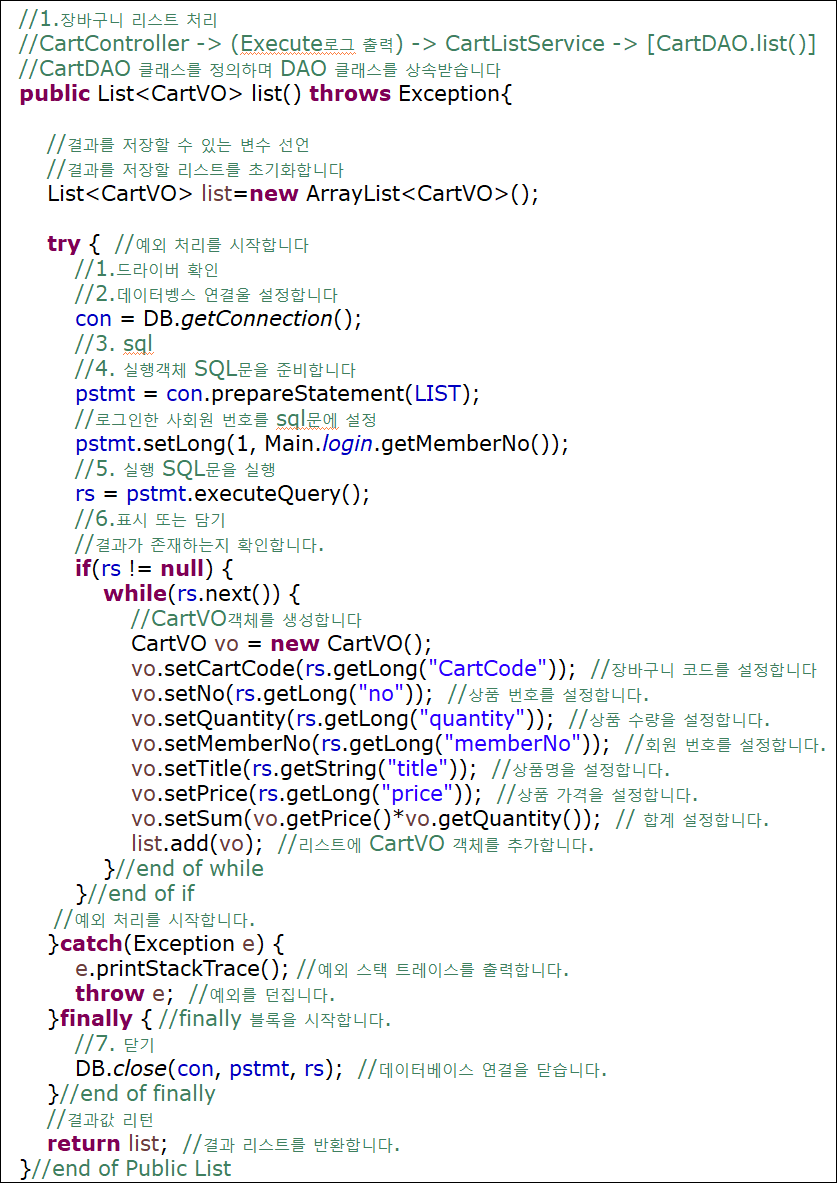 //1.장바구니 리스트 처리
//CartController -> (Execute로그 출력) -> CartListService -> [CartDAO.list()]
//CartDAO 클래스를 정의하며 DAO 클래스를 상속받습니다
public List<CartVO> list() throws Exception{
//결과를 저장할 수 있는 변수 선언
//결과를 저장할 리스트를 초기화합니다
List<CartVO> list=new ArrayList<CartVO>();
try { //예외 처리를 시작합니다
//1.드라이버 확인
//2.데이터벵스 연결울 설정합니다
con = DB.getConnection();
//3. sql
//4. 실행객체 SQL문을 준비합니다
pstmt = con.prepareStatement(LIST);
//로그인한 사회원 번호를 sql문에 설정
pstmt.setLong(1, Main.login.getMemberNo());
//5. 실행 SQL문을 실행
rs = pstmt.executeQuery();
//6.표시 또는 담기
//결과가 존재하는지 확인합니다.
if(rs != null) {
while(rs.next()) {
//CartVO객체를 생성합니다
CartVO vo = new CartVO();
vo.setCartCode(rs.getLong("CartCode")); //장바구니 코드를 설정합니다
vo.setNo(rs.getLong("no")); //상품 번호를 설정합니다.
vo.setQuantity(rs.getLong("quantity")); //상품 수량을 설정합니다.
vo.setMemberNo(rs.getLong("memberNo")); //회원 번호를 설정합니다.
vo.setTitle(rs.getString("title")); //상품명을 설정합니다.
vo.setPrice(rs.getLong("price")); //상품 가격을 설정합니다.
vo.setSum(vo.getPrice()*vo.getQuantity()); // 합계 설정합니다.
list.add(vo); //리스트에 CartVO 객체를 추가합니다.
}//end of while
}//end of if
//예외 처리를 시작합니다.
}catch(Exception e) {
e.printStackTrace(); //예외 스택 트레이스를 출력합니다.
throw e; //예외를 던집니다.
}finally { //finally 블록을 시작합니다.
//7. 닫기
DB.close(con, pstmt, rs); //데이터베이스 연결을 닫습니다.
}//end of finally
//결과값 리턴
return list; //결과 리스트를 반환합니다.
}//end of Public List